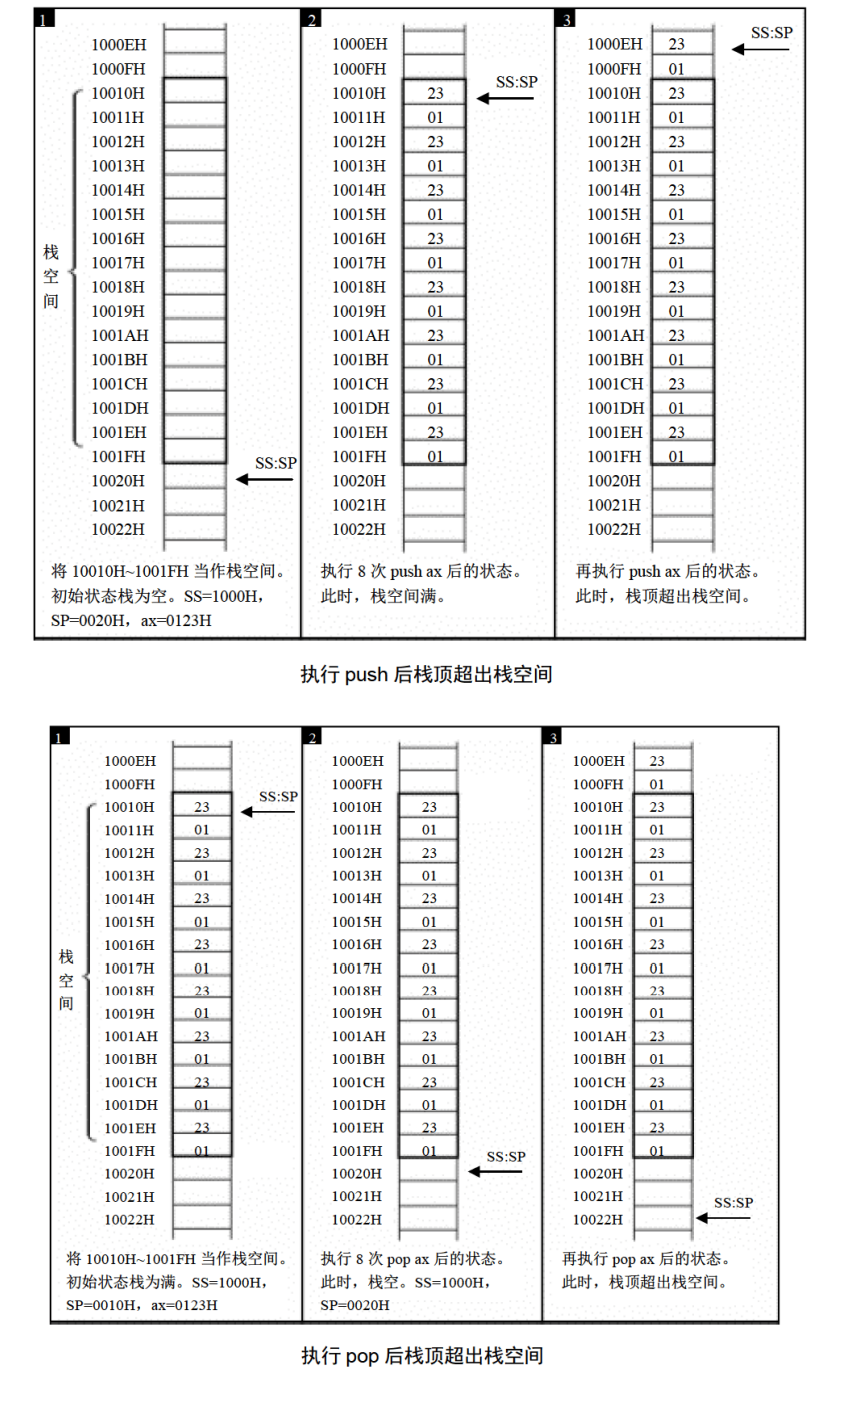 1
2
3
1000EH
1000FH
10010H
10011H
10012H
10013H
10014H
10015H
10016H
10017H
10018H
10019H
1001AH
1001BH
1001CH
1001DH
1001EH
1001FH
10020H
10021H
10022H
栈
空
间
SS:SP
将 10010H~1001FH 当作栈空间。
初始状态栈为空。SS=1000H，
SP=0020H，ax=0123H
1000EH
1000FH
10010H 23
10011H 01
10012H 23
10013H 01
10014H 23
10015H 01
10016H 23
10017H 01
10018H 23
10019H 01
1001AH 23
1001BH 01
1001CH 23
1001DH 01
1001EH 23
1001FH 01
10020H
10021H
10022H
SS:SP
执行 8 次 push ax 后的状态。
此时，栈空间满。
1000EH 23
1000FH 01
10010H 23
10011H 01
10012H 23
10013H 01
10014H 23
10015H 01
10016H 23
10017H 01
10018H 23
10019H 01
1001AH 23
1001BH 01
1001CH 23
1001DH 01
1001EH 23
1001FH 01
10020H
10021H
10022H
SS:SP
再执行 push ax 后的状态。
此时，栈顶超出栈空间。
执行 push 后栈顶超出栈空间
1
2
3
1000EH
1000FH
10010H 23
10011H 01
10012H 23
10013H 01
10014H 23
10015H 01
10016H 23
10017H 01
10018H 23
10019H 01
1001AH 23
1001BH 01
1001CH 23
1001DH 01
1001EH 23
1001FH 01
10020H
10021H
10022H
栈
空
间
SS:SP
将 10010H~1001FH 当作栈空间。
初始状态栈为满。SS=1000H，
SP=0010H，ax=0123H
1000EH
1000FH
10010H 23
10011H 01
10012H 23
10013H 01
10014H 23
10015H 01
10016H 23
10017H 01
10018H 23
10019H 01
1001AH 23
1001BH 01
1001CH 23
1001DH 01
1001EH 23
1001FH 01
10020H
10021H
10022H
SS:SP
执行 8 次 pop ax 后的状态。
此时，栈空。SS=1000H，
SP=0020H
1000EH 23
1000FH 01
10010H 23
10011H 01
10012H 23
10013H 01
10014H 23
10015H 01
10016H 23
10017H 01
10018H 23
10019H 01
1001AH 23
1001BH 01
1001CH 23
1001DH 01
1001EH 23
1001FH 01
10020H
10021H
10022H
SS:SP
再执行 pop ax 后的状态。
此时，栈顶超出栈空间。
执行 pop 后栈顶超出栈空间